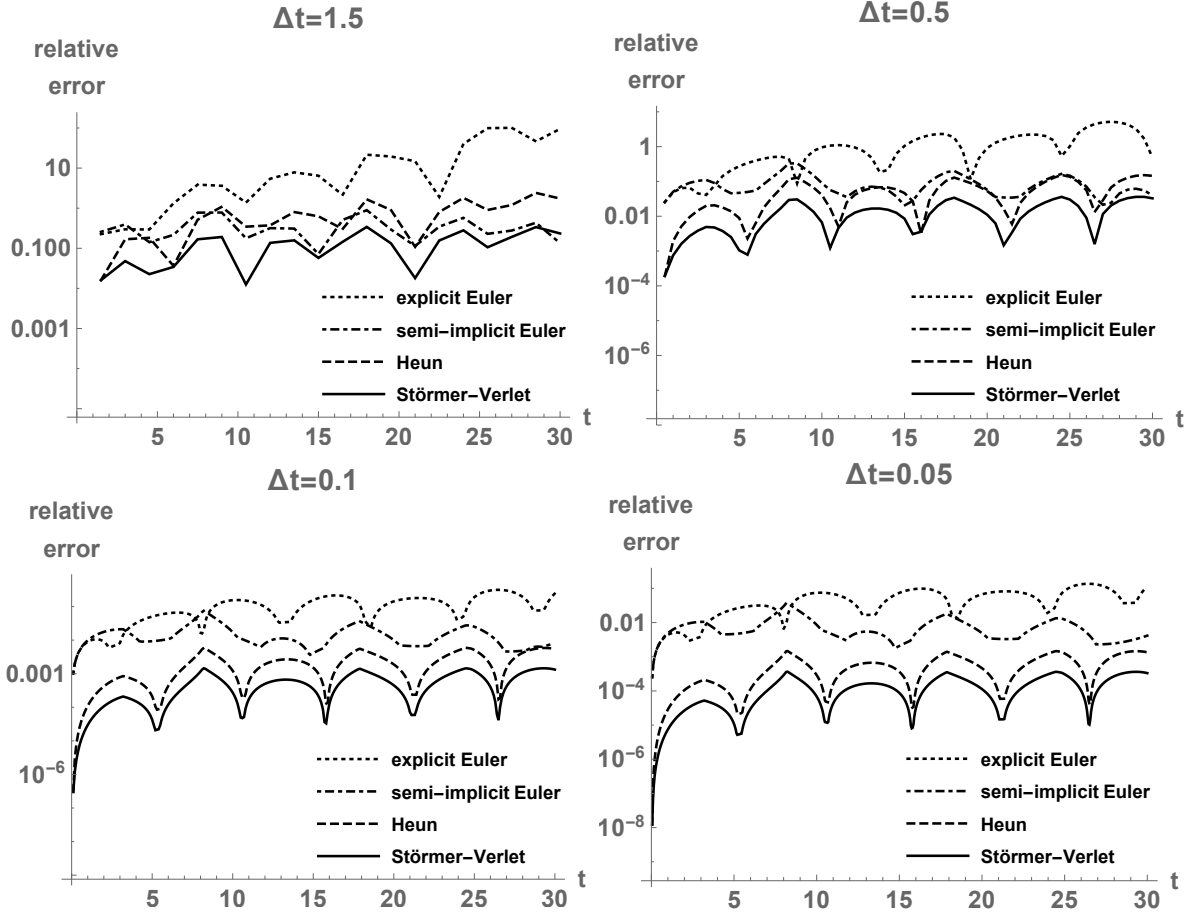 Δt=1.5
relative
error
10
0.100
0.001
explicit Euler
semi−implicit Euler
Heun
Störmer−Verlet
5
10
15
20
25
30
t
Δt=0.5
relative
error
1
0.01
10^-4
10^-6
explicit Euler
semi−implicit Euler
Heun
Störmer−Verlet
5
10
15
20
25
30
t
Δt=0.1
relative
error
0.001
10^-6
explicit Euler
semi−implicit Euler
Heun
Störmer−Verlet
5
10
15
20
25
30
t
Δt=0.05
relative
error
0.01
10^-4
10^-6
10^-8
explicit Euler
semi−implicit Euler
Heun
Störmer−Verlet
5
10
15
20
25
30
t